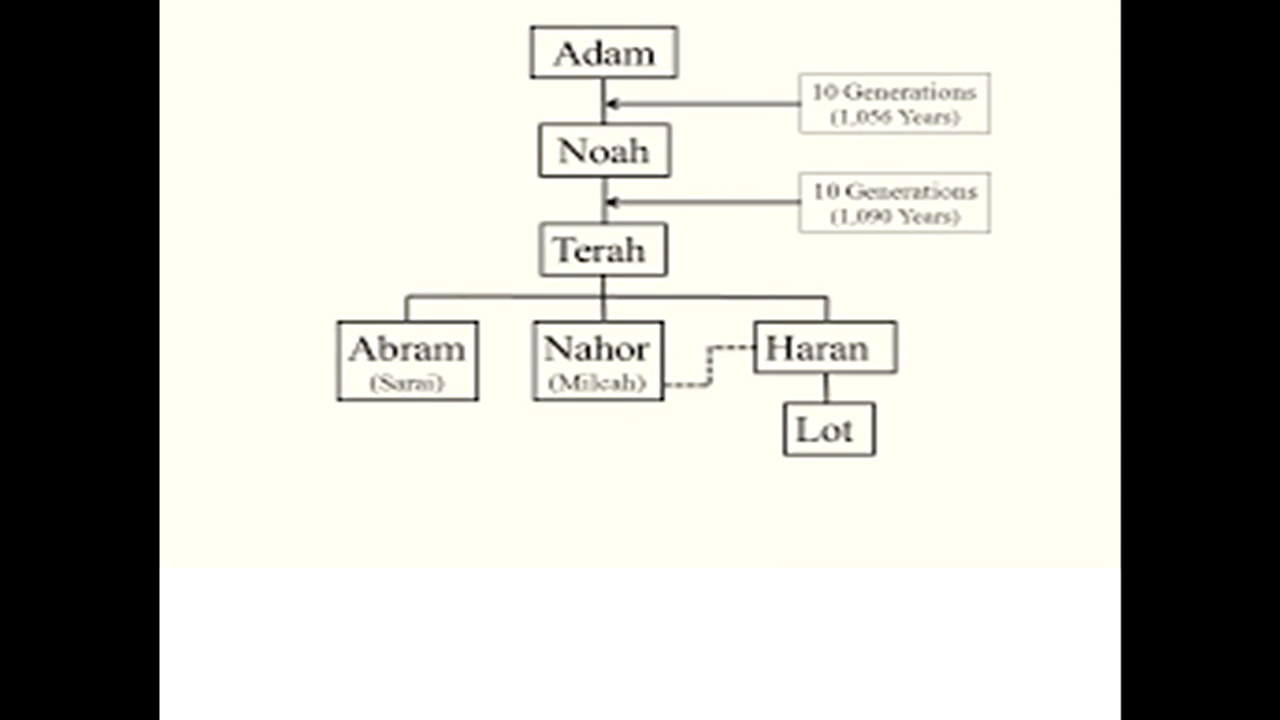 Adam
10 Generations
(1,056 Years)
Noah
10 Generations
(1,090 Years)
Terah
Abram
(Sarai)
Nahor
(Milcah)
Haran
Lot